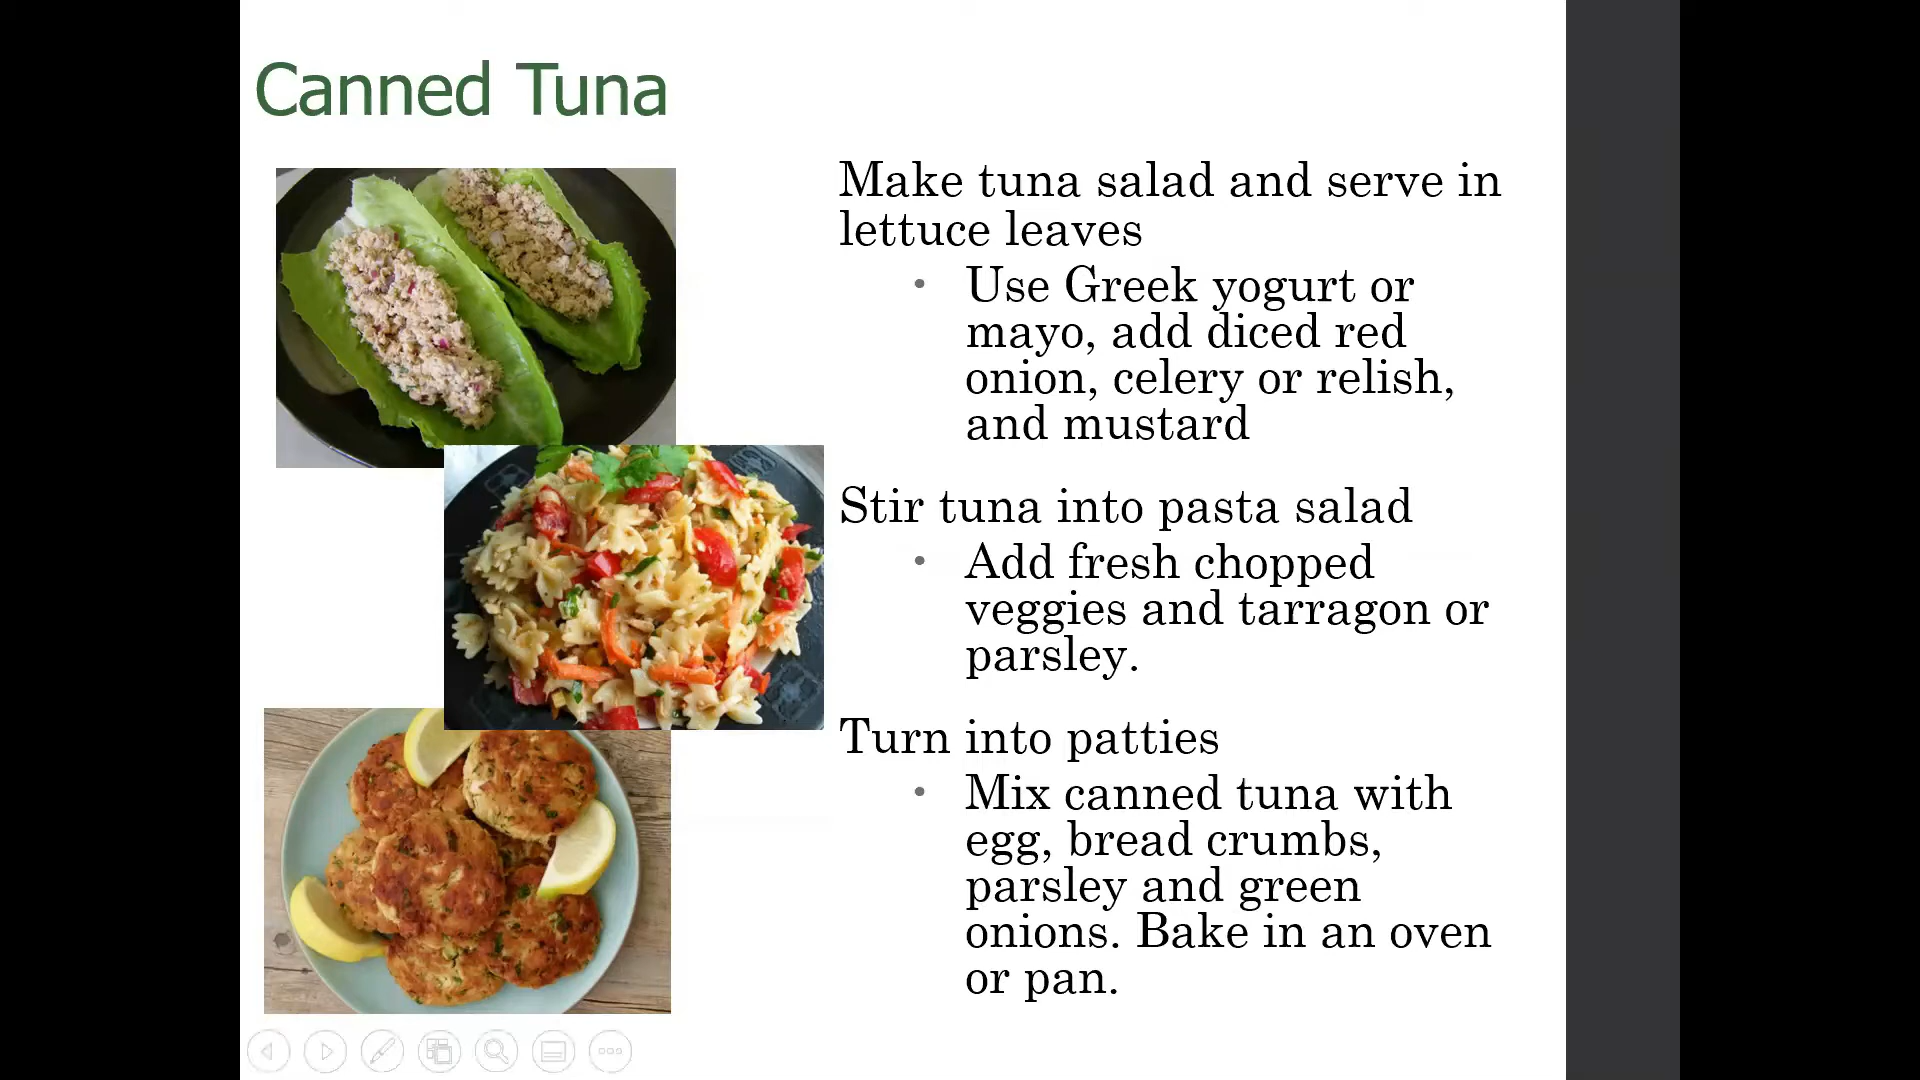 Canned Tuna
Make tuna salad and serve in
lettuce leaves
• Use Greek yogurt or
mayo, add diced red
onion, celery or relish,
and mustard
Stir tuna into pasta salad
• Add fresh chopped
veggies and tarragon or
parsley.
Turn into patties
• Mix canned tuna with
egg, bread crumbs,
parsley and green
onions. Bake in an oven
or pan.